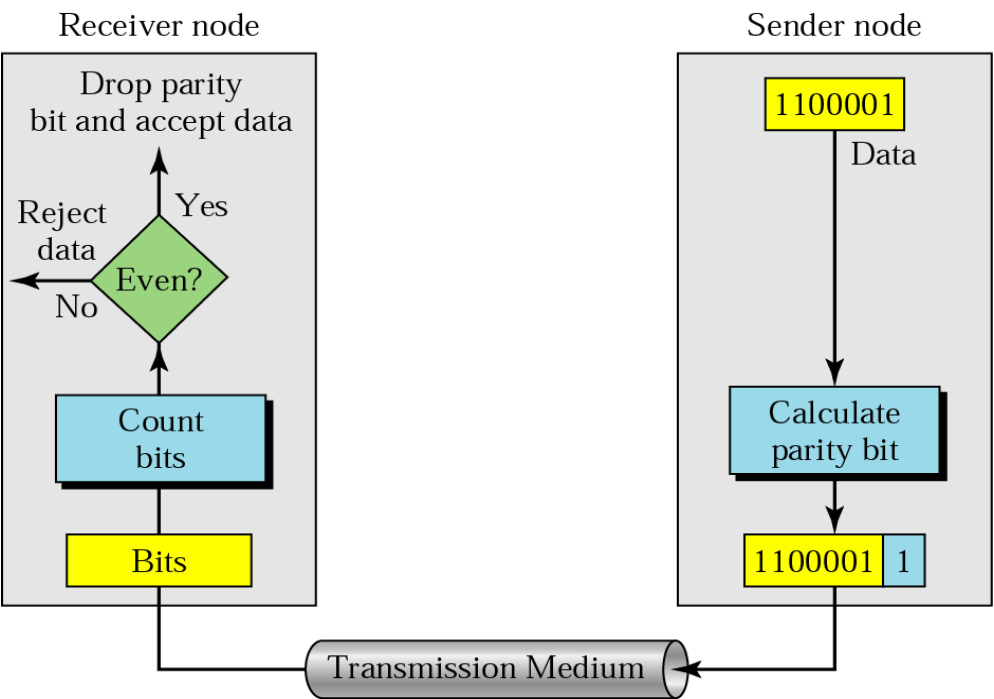 Receiver node
Drop parity
bit and accept data
Yes
Reject
data
Even?
No
Count
bits
Bits
Sender node
1100001
Data
Calculate
parity bit
1100001 1
Transmission Medium